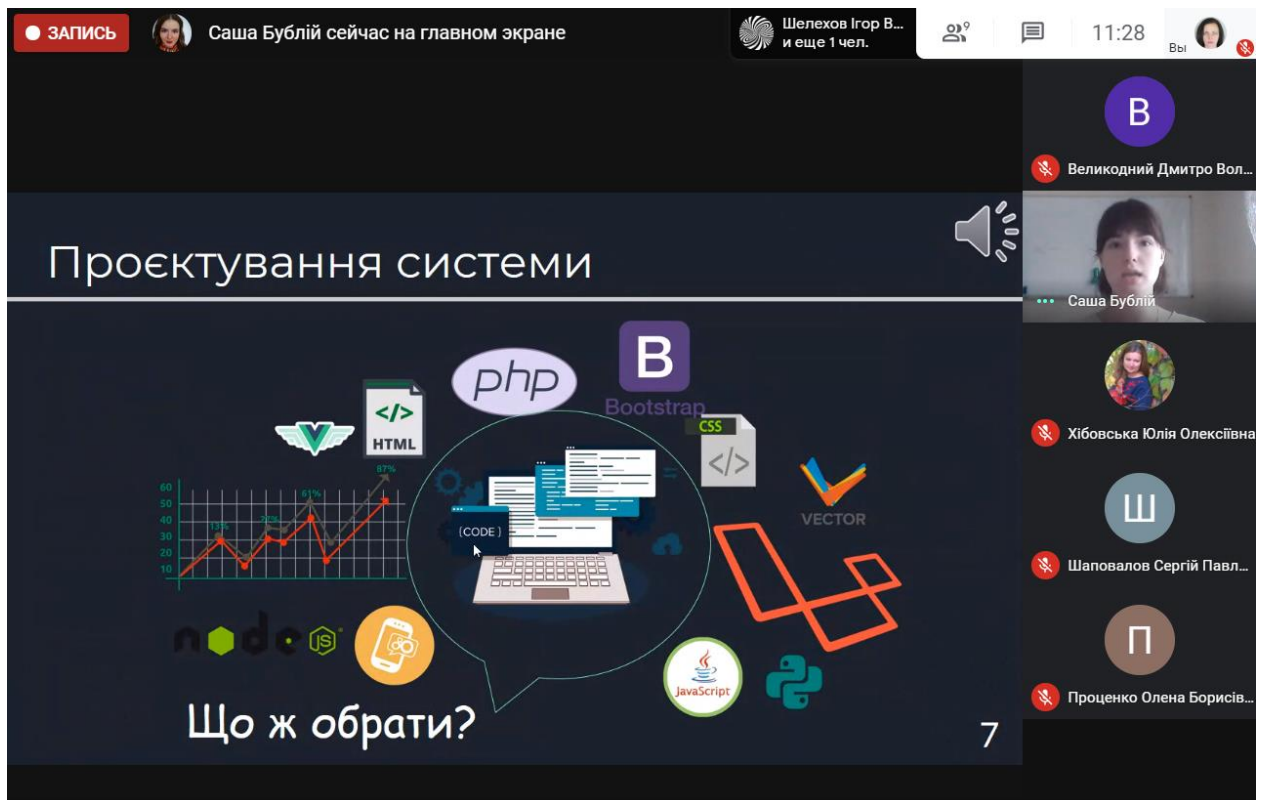 ЗАПИСЬ
Саша Бублій сейчас на главном экране
Шелехов Ігор В...
и еще 1 чел.
9
11:28
Вы
В
Великодний Дмитро Вол...
Саша Бублій
Хібовська Юлія Олексіївна
Ш
Шаповалов Сергій Павл...
П
Проценко Олена Борисів...
Проєктування системи
php
B
Bootstrap
</>
HTML
CSS
</>
VECTOR
87%
61%
13%
60
50
40
30
20
10
{CODE}
node JS
JavaScript
Що ж обрати?
7